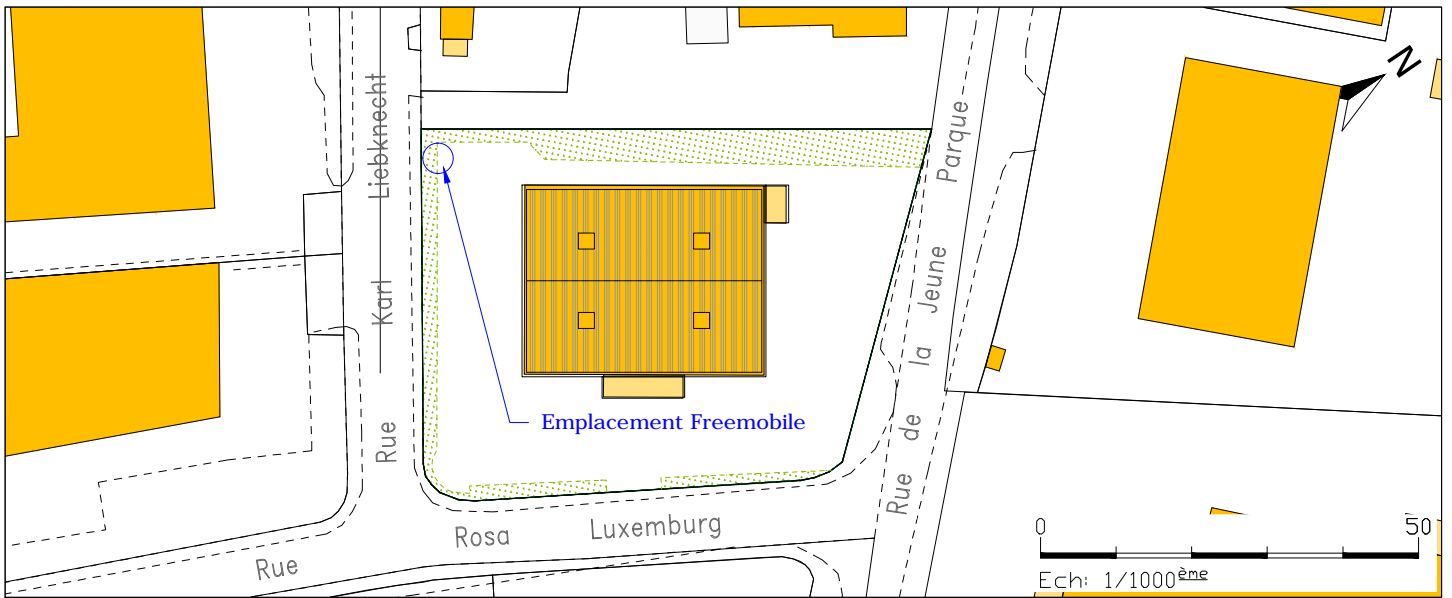 N
Rue Karl Liebknecht
Rue de la Jeune Parque
Emplacement Freemobile
Rue Rosa Luxemburg
0 50
Ech: 1/1000ème